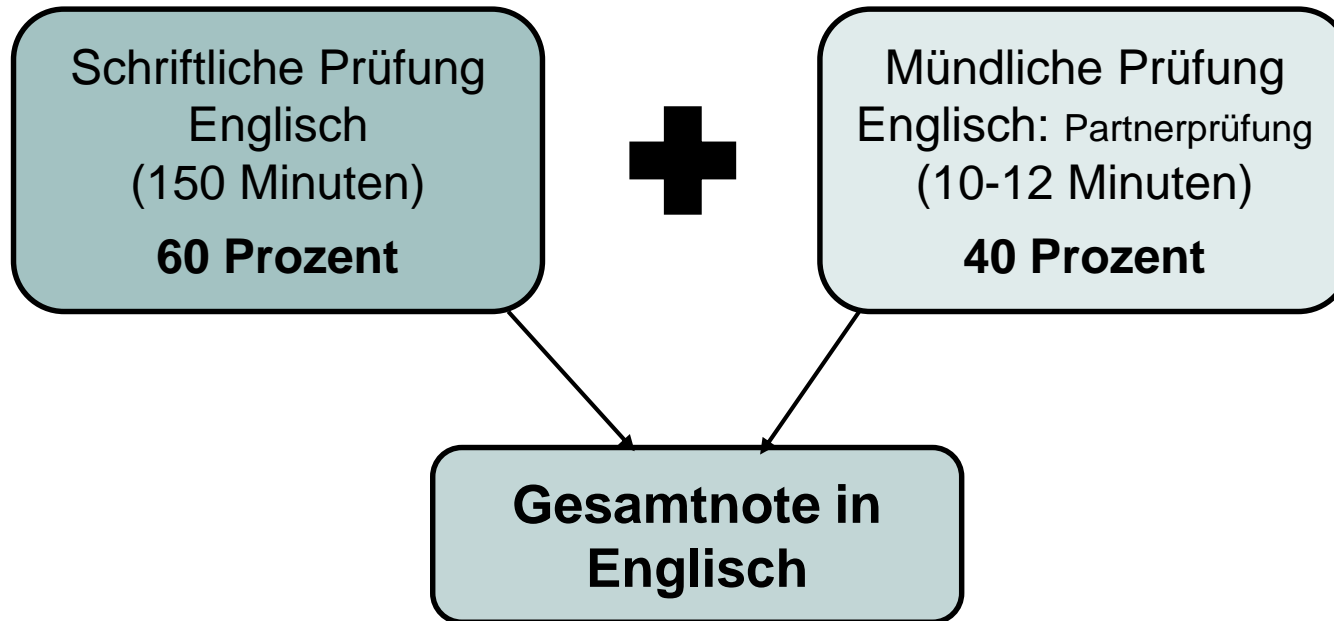 Schriftliche Prüfung
Englisch
(150 Minuten)
60 Prozent
Mündliche Prüfung
Englisch: Partnerprüfung
(10-12 Minuten)
40 Prozent
Gesamtnote in
Englisch